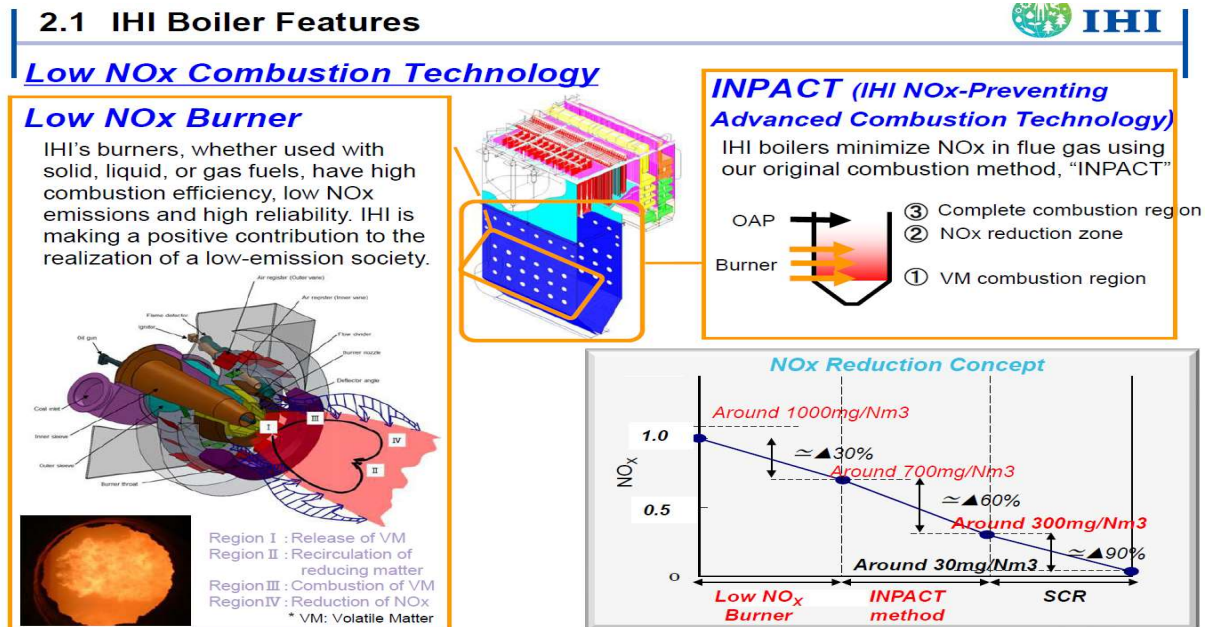 2.1 IHI Boiler Features
IHI
Low NOx Combustion Technology
Low NOx Burner
IHI's burners, whether used with
solid, liquid, or gas fuels, have high
combustion efficiency, low NOx
emissions and high reliability. IHI is
making a positive contribution to the
realization of a low-emission society.
Air register (Outer vane)
Air register (Inner vane)
Flame detector
Ignitor
Flow divider
Oil gun
Burner nozzle
Deflector angle
Coal inlet
Inner sleeve
Outer sleeve
Burner throat
I
III
IV
II
Region I : Release of VM
Region II : Recirculation of
reducing matter
Region III : Combustion of VM
Region IV : Reduction of NOx
* VM: Volatile Matter
INPACT (IHI NOx-Preventing
Advanced Combustion Technology)
IHI boilers minimize NOx in flue gas using
our original combustion method, “INPACT”
OAP
Burner
③ Complete combustion region
② NOx reduction zone
① VM combustion region
NOx Reduction Concept
Around 1000mg/Nm3
1.0
≃▲30%
Around 700mg/Nm3
NOX
0.5
≃▲60%
Around 300mg/Nm3
≃▲90%
Around 30mg/Nm3
0
Low NOX
Burner
INPACT
method
SCR